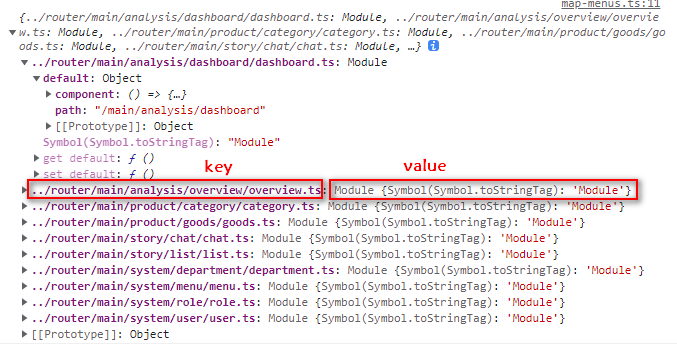 map-menus.ts:11
{../router/main/analysis/dashboard/dashboard.ts: Module, ../router/main/analysis/overview/overvie
w.ts: Module, ../router/main/product/category/category.ts: Module, ../router/main/product/goods/go
ods.ts: Module, ../router/main/story/chat/chat.ts: Module, …} i
../router/main/analysis/dashboard/dashboard.ts: Module
default: Object
component: () => {…}
path: "/main/analysis/dashboard"
[[Prototype]]: Object
Symbol(Symbol.toStringTag): "Module"
get default: ƒ ()
set default: ƒ ()
key
value
../router/main/analysis/overview/overview.ts: Module {Symbol(Symbol.toStringTag): 'Module'}
../router/main/product/category/category.ts: Module {Symbol(Symbol.toStringTag): 'Module'}
../router/main/product/goods/goods.ts: Module {Symbol(Symbol.toStringTag): 'Module'}
../router/main/story/chat/chat.ts: Module {Symbol(Symbol.toStringTag): 'Module'}
../router/main/story/list/list.ts: Module {Symbol(Symbol.toStringTag): 'Module'}
../router/main/system/department/department.ts: Module {Symbol(Symbol.toStringTag): 'Module'}
../router/main/system/menu/menu.ts: Module {Symbol(Symbol.toStringTag): 'Module'}
../router/main/system/role/role.ts: Module {Symbol(Symbol.toStringTag): 'Module'}
../router/main/system/user/user.ts: Module {Symbol(Symbol.toStringTag): 'Module'}
[[Prototype]]: Object